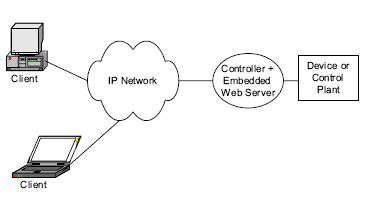 Client
IP Network
Controller +
Embedded
Web Server
Device or
Control
Plant
Client